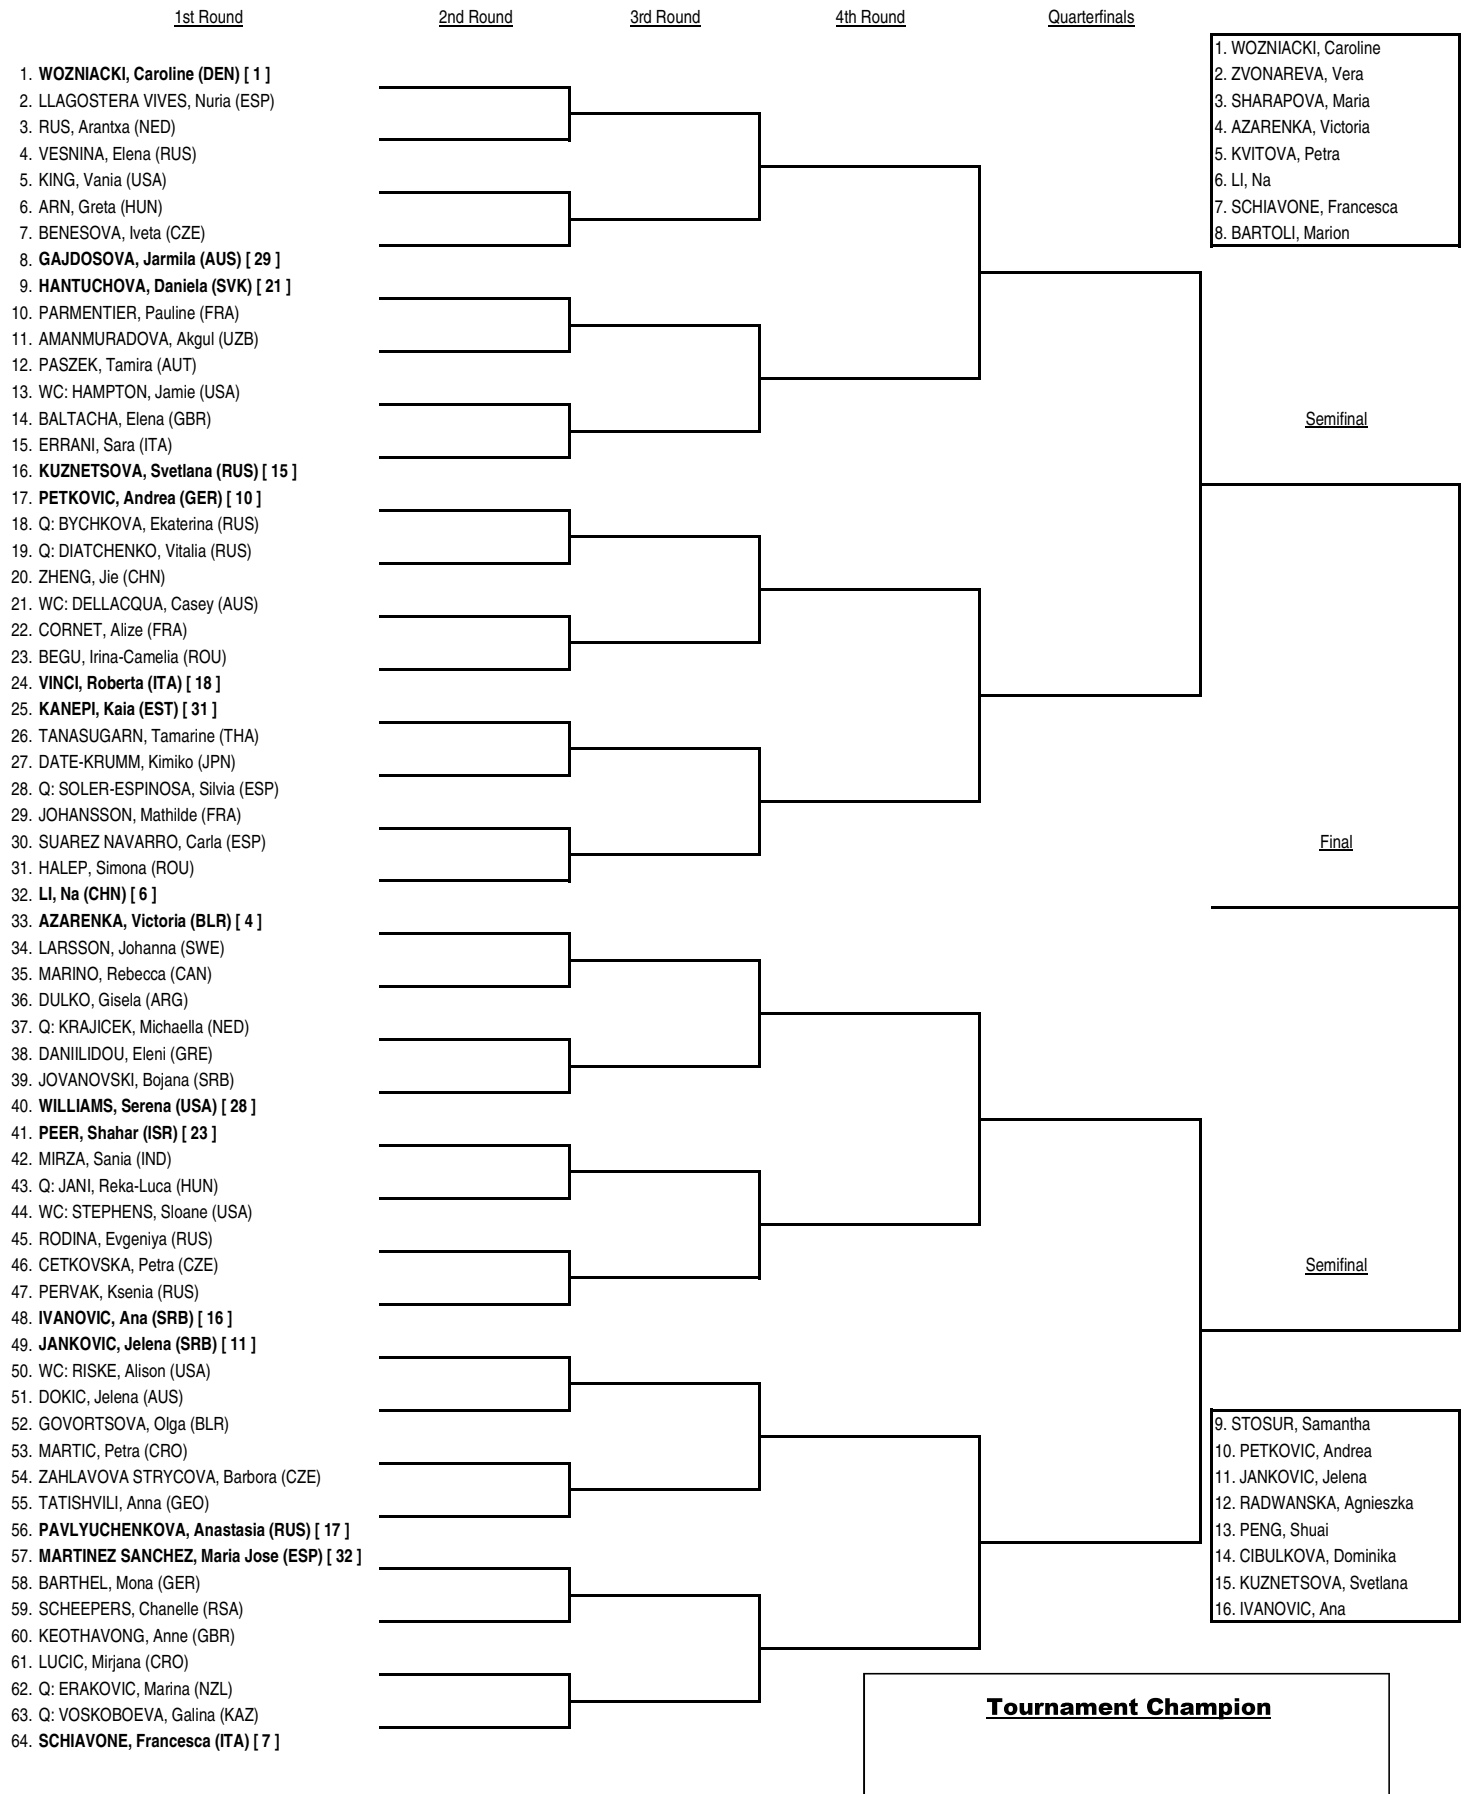 1st Round
2nd Round
3rd Round
4th Round
Quarterfinals
1. WOZNIACKI, Caroline
2. ZVONAREVA, Vera
3. SHARAPOVA, Maria
4. AZARENKA, Victoria
5. KVITOVA, Petra
6. LI, Na
7. SCHIAVONE, Francesca
8. BARTOLI, Marion
1. WOZNIACKI, Caroline (DEN) [ 1 ]
2. LLAGOSTERA VIVES, Nuria (ESP)
3. RUS, Arantxa (NED)
4. VESNINA, Elena (RUS)
5. KING, Vania (USA)
6. ARN, Greta (HUN)
7. BENESOVA, Iveta (CZE)
8. GAJDOSOVA, Jarmila (AUS) [ 29 ]
9. HANTUCHOVA, Daniela (SVK) [ 21 ]
10. PARMENTIER, Pauline (FRA)
11. AMANMURADOVA, Akgul (UZB)
12. PASZEK, Tamira (AUT)
13. WC: HAMPTON, Jamie (USA)
14. BALTACHA, Elena (GBR)
15. ERRANI, Sara (ITA)
16. KUZNETSOVA, Svetlana (RUS) [ 15 ]
17. PETKOVIC, Andrea (GER) [ 10 ]
18. Q: BYCHKOVA, Ekaterina (RUS)
19. Q: DIATCHENKO, Vitalia (RUS)
20. ZHENG, Jie (CHN)
21. WC: DELLACQUA, Casey (AUS)
22. CORNET, Alize (FRA)
23. BEGU, Irina-Camelia (ROU)
24. VINCI, Roberta (ITA) [ 18 ]
25. KANEPI, Kaia (EST) [ 31 ]
26. TANASUGARN, Tamarine (THA)
27. DATE-KRUMM, Kimiko (JPN)
28. Q: SOLER-ESPINOSA, Silvia (ESP)
29. JOHANSSON, Mathilde (FRA)
30. SUAREZ NAVARRO, Carla (ESP)
31. HALEP, Simona (ROU)
32. LI, Na (CHN) [ 6 ]
33. AZARENKA, Victoria (BLR) [ 4 ]
34. LARSSON, Johanna (SWE)
35. MARINO, Rebecca (CAN)
36. DULKO, Gisela (ARG)
37. Q: KRAJICEK, Michaella (NED)
38. DANIILIDOU, Eleni (GRE)
39. JOVANOVSKI, Bojana (SRB)
40. WILLIAMS, Serena (USA) [ 28 ]
41. PEER, Shahar (ISR) [ 23 ]
42. MIRZA, Sania (IND)
43. Q: JANI, Reka-Luca (HUN)
44. WC: STEPHENS, Sloane (USA)
45. RODINA, Evgeniya (RUS)
46. CETKOVSKA, Petra (CZE)
47. PERVAK, Ksenia (RUS)
48. IVANOVIC, Ana (SRB) [ 16 ]
49. JANKOVIC, Jelena (SRB) [ 11 ]
50. WC: RISKE, Alison (USA)
51. DOKIC, Jelena (AUS)
52. GOVORTSOVA, Olga (BLR)
53. MARTIC, Petra (CRO)
54. ZAHLAVOVA STRYCOVA, Barbora (CZE)
55. TATISHVILI, Anna (GEO)
56. PAVLYUCHENKOVA, Anastasia (RUS) [ 17 ]
57. MARTINEZ SANCHEZ, Maria Jose (ESP) [ 32 ]
58. BARTHEL, Mona (GER)
59. SCHEEPERS, Chanelle (RSA)
60. KEOTHAVONG, Anne (GBR)
61. LUCIC, Mirjana (CRO)
62. Q: ERAKOVIC, Marina (NZL)
63. Q: VOSKOBOEVA, Galina (KAZ)
64. SCHIAVONE, Francesca (ITA) [ 7 ]
Semifinal
Final
Semifinal
9. STOSUR, Samantha
10. PETKOVIC, Andrea
11. JANKOVIC, Jelena
12. RADWANSKA, Agnieszka
13. PENG, Shuai
14. CIBULKOVA, Dominika
15. KUZNETSOVA, Svetlana
16. IVANOVIC, Ana
Tournament Champion